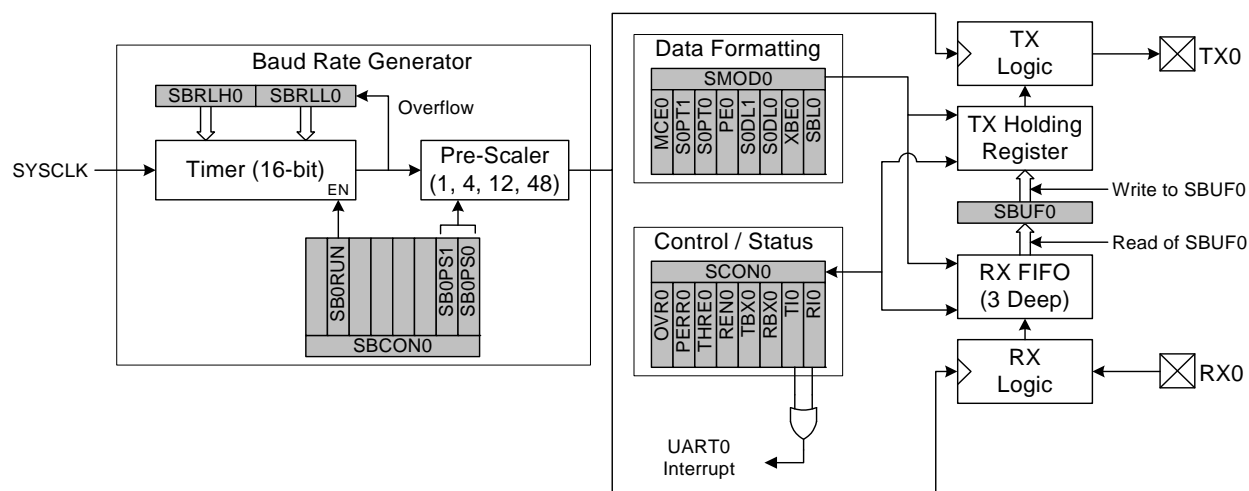 Baud Rate Generator
SBRLH0 SBRLL0
Overflow
SYSCLK
Timer (16-bit)
EN
Pre-Scaler
(1, 4, 12, 48)
SB0RUN
SB0PS1
SB0PS0
SBCON0
Data Formatting
SMOD0
MCE0
S0PT1
S0PT0
PE0
S0DL1
S0DL0
XBE0
SBL0
Control / Status
SCON0
OVR0
PERR0
THRE0
REN0
TBX0
RBX0
TI0
RI0
UART0
Interrupt
TX
Logic
TX0
TX Holding
Register
Write to SBUF0
SBUF0
Read of SBUF0
RX FIFO
(3 Deep)
RX
Logic
RX0